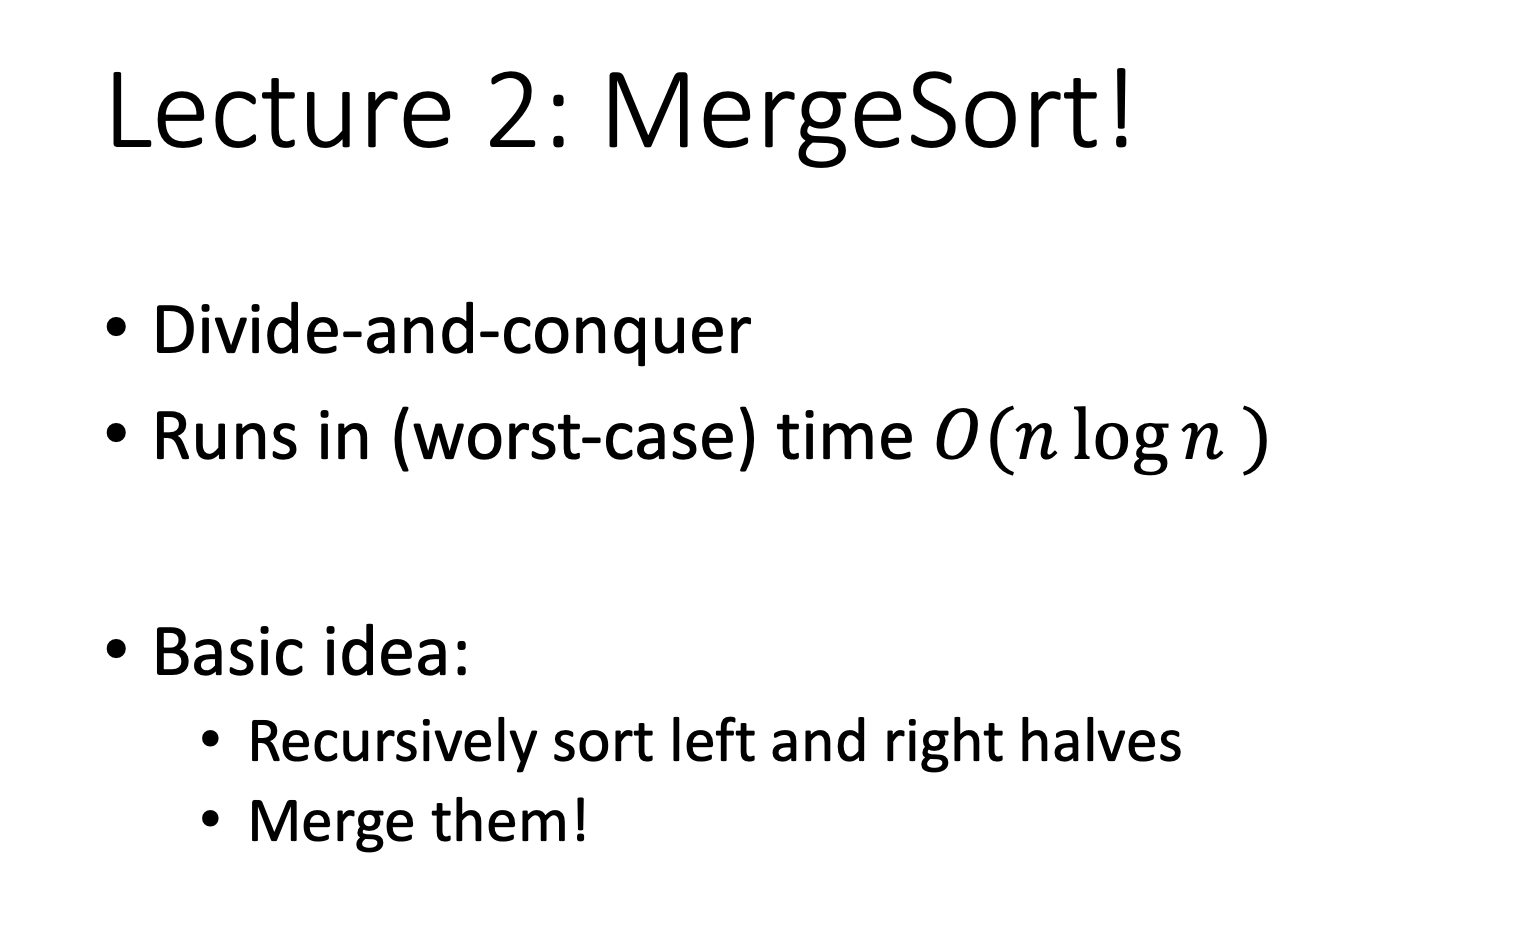 Lecture 2: MergeSort!
• Divide-and-conquer
• Runs in (worst-case) time O(n log n )
• Basic idea:
• Recursively sort left and right halves
• Merge them!